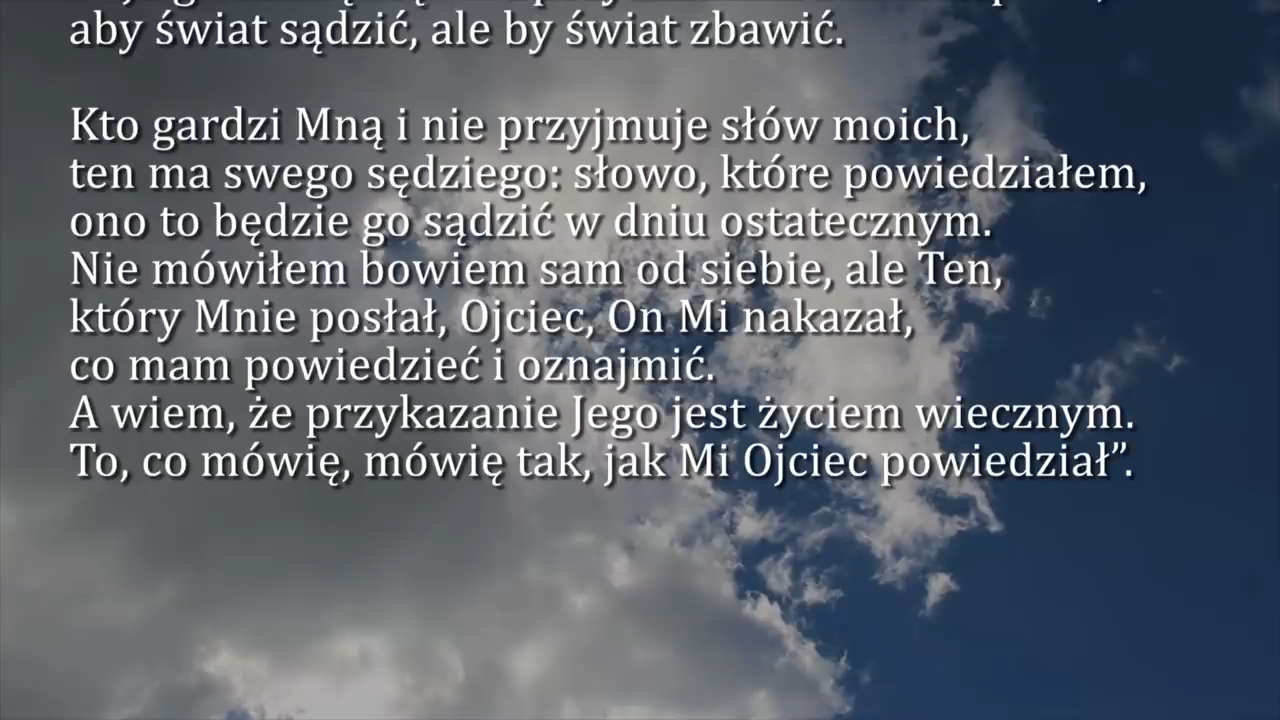 aby świat sądzić, ale by świat zbawić.
Kto gardzi Mną i nie przyjmuje słów moich,
ten ma swego sędziego: słowo, które powiedziałem,
ono to będzie go sądzić w dniu ostatecznym.
Nie mówiłem bowiem sam od siebie, ale Ten,
który Mnie posłał, Ojciec, On Mi nakazał,
co mam powiedzieć i oznajmić.
A wiem, że przykazanie Jego jest życiem wiecznym.
To, co mówię, mówię tak, jak Mi Ojciec powiedział”.